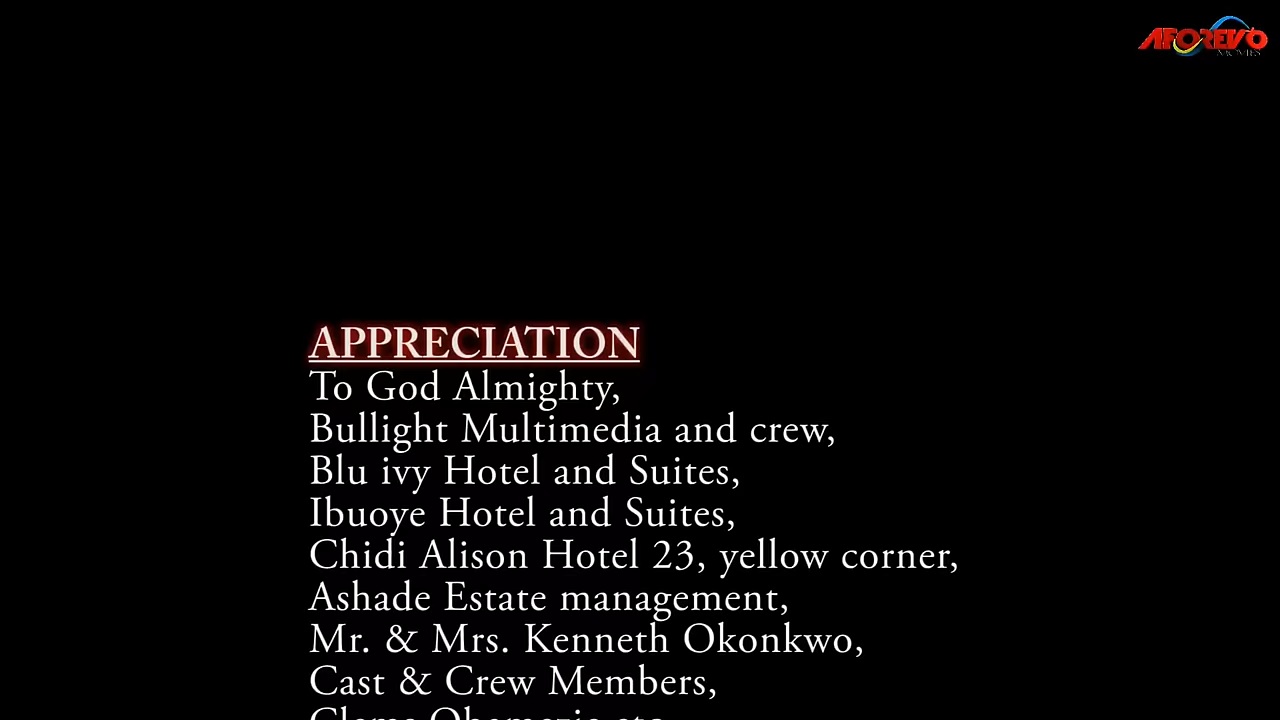 AFOREVO
MOVIES
APPRECIATION
To God Almighty,
Bullight Multimedia and crew,
Blu ivy Hotel and Suites,
Ibuoye Hotel and Suites,
Chidi Alison Hotel 23, yellow corner,
Ashade Estate management,
Mr. & Mrs. Kenneth Okonkwo,
Cast & Crew Members,